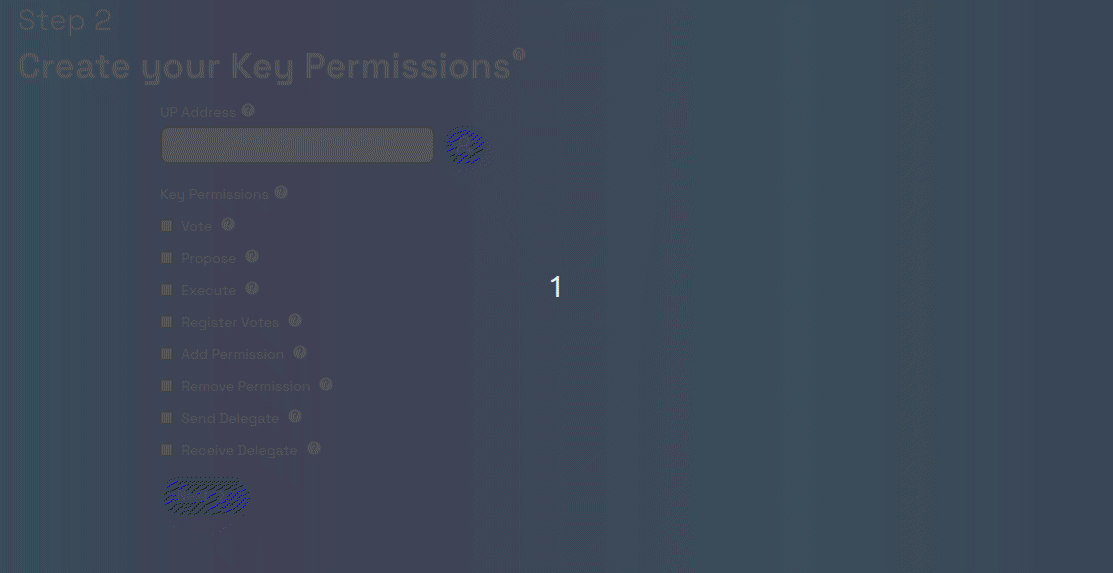 Step 2
Create your Key Permissions
UP Address
Key Permissions
Vote
Propose
Execute
1
Register Votes
Add Permission
Remove Permission
Send Delegate
Receive Delegate